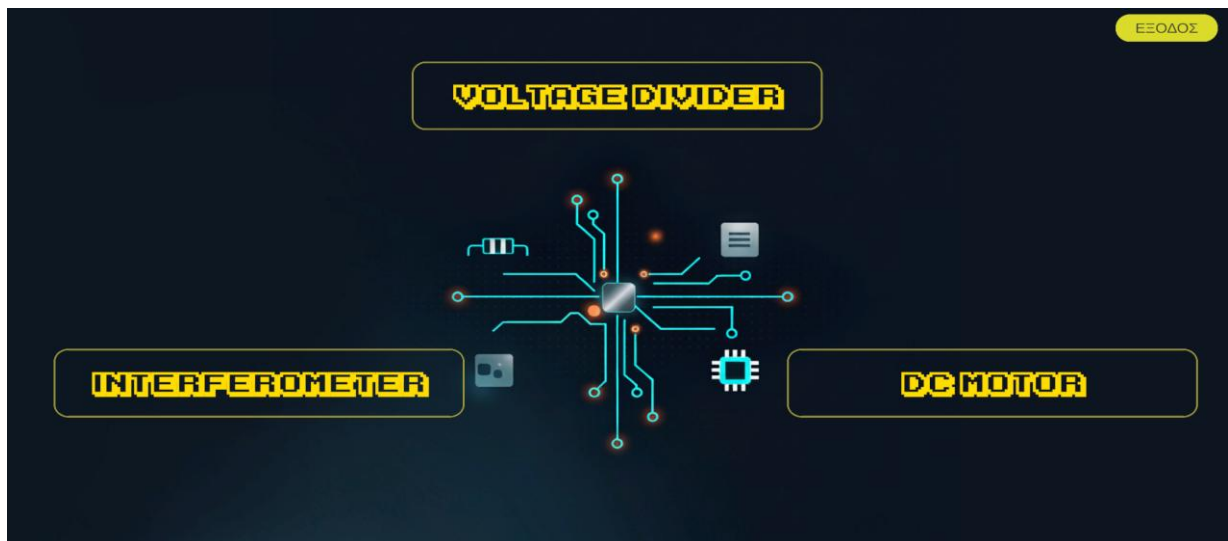 ΕΞΟΔΟΣ
VOLTAGE DIVIDER
INTERFEROMETER
DC MOTOR